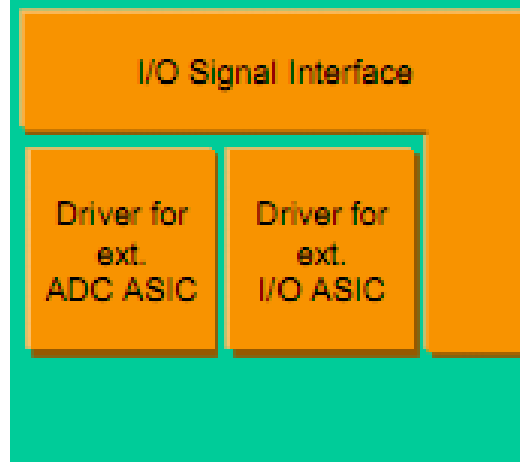 I/O Signal Interface
Driver for
ext.
ADC ASIC
Driver for
ext.
I/O ASIC